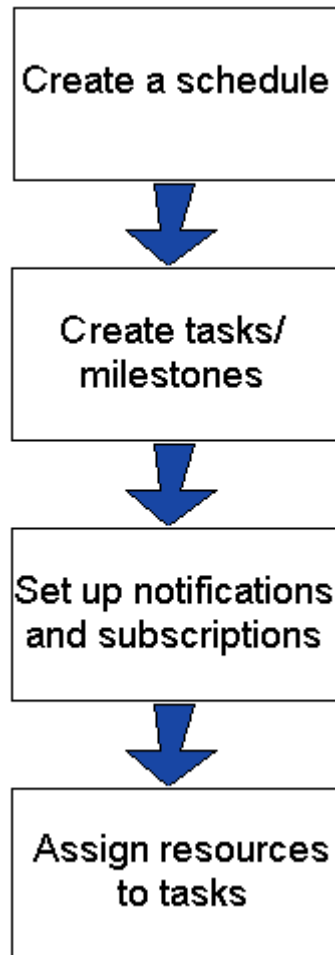 Create a schedule
Create tasks/
milestones
Set up notifications
and subscriptions
Assign resources
to tasks